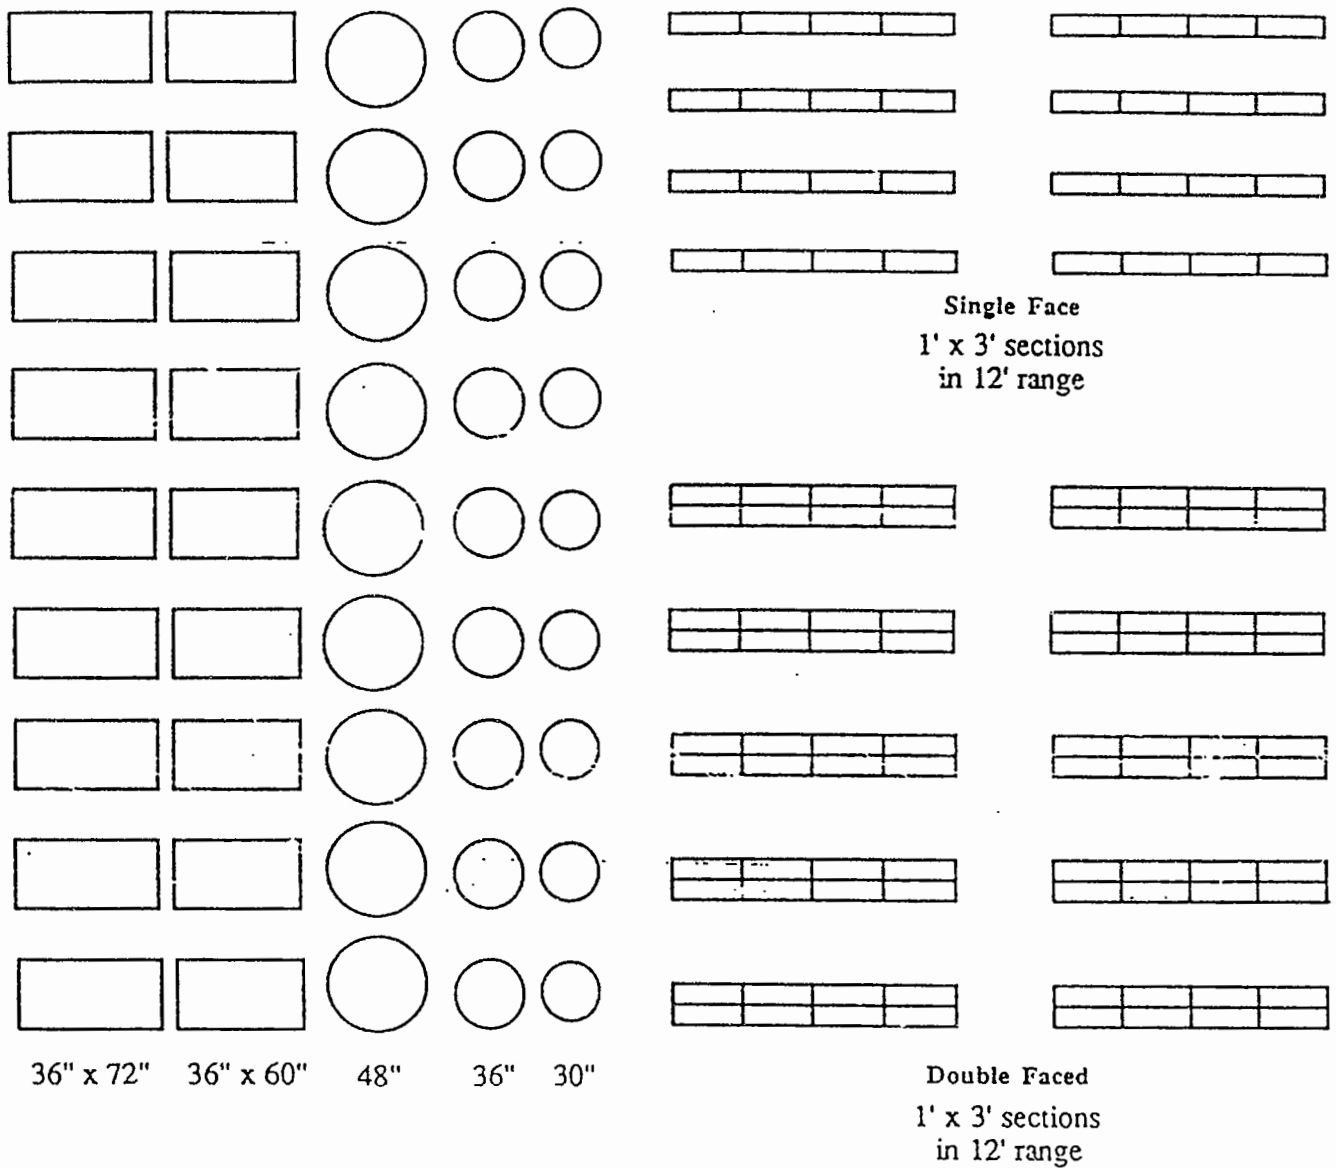 Single Face
1' x 3' sections
in 12' range
36" x 72"
36" x 60"
48"
36"
30"
Double Faced
1' x 3' sections
in 12' range